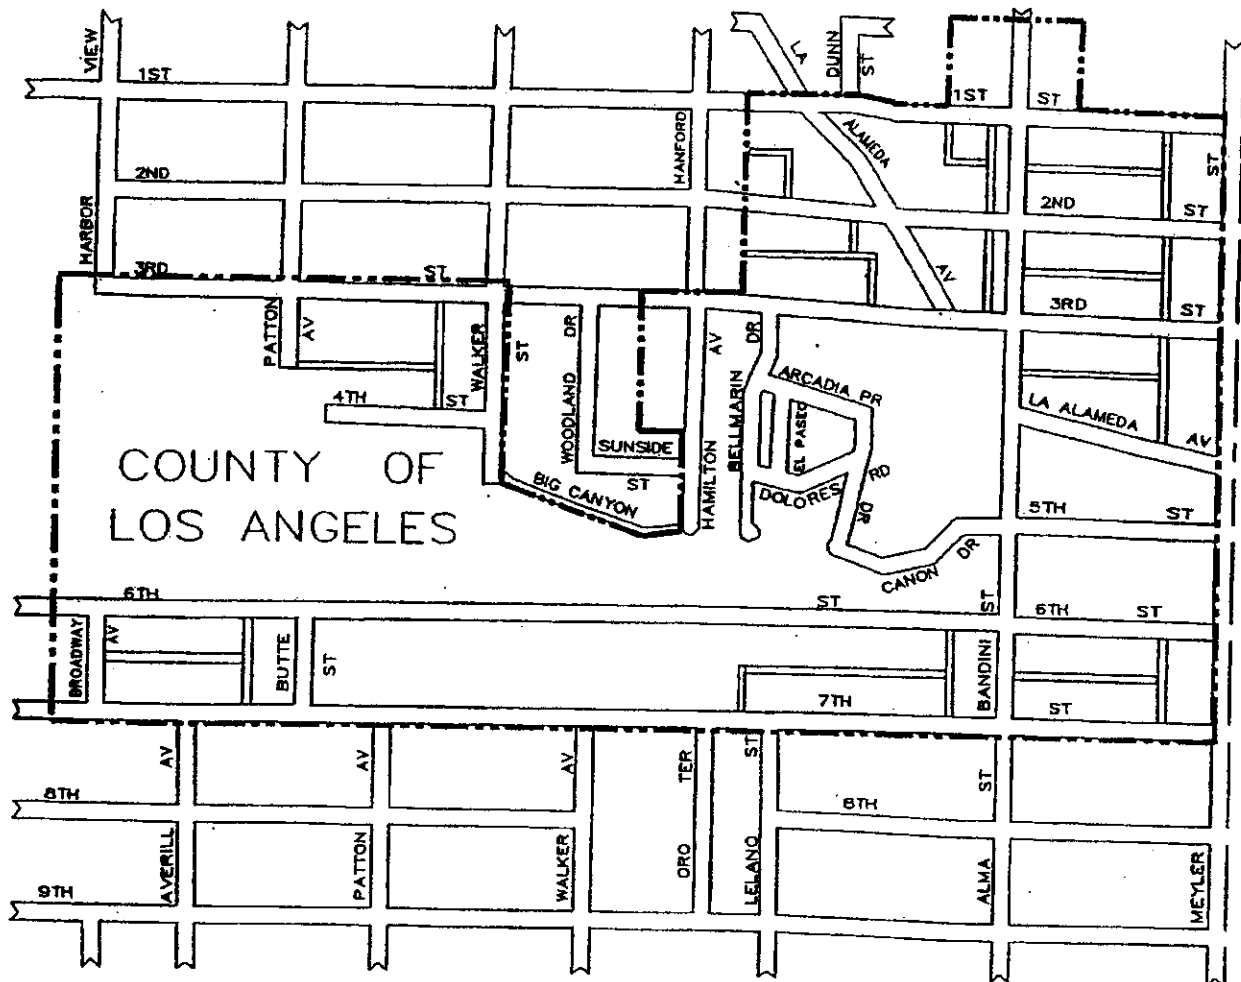 VIEW
1ST
LA
DUNN
ST
1ST
ST
HANFORD
ALAMEDA
ST
2ND
2ND
ST
HARBOR
3RD
ST
AV
3RD
ST
PATTON
AV
WALKER
ST
WOODLAND DR
AV
BELLMARIN DR
ARCADIA PR
4TH
ST
EL PASEO
LA ALAMEDA
AV
COUNTY OF
LOS ANGELES
SUNSIDE
ST
BIG CANYON
HAMILTON
DOLORES
RD
DR
5TH
ST
CANON
DR
6TH
ST
ST
6TH
ST
BROADWAY
AV
BUTTE
ST
BANDINI
7TH
ST
AV
AV
AV
TER
ST
ST
8TH
8TH
AVERILL
PATTON
WALKER
ORO
LELAND
ALMA
MEYLER
9TH